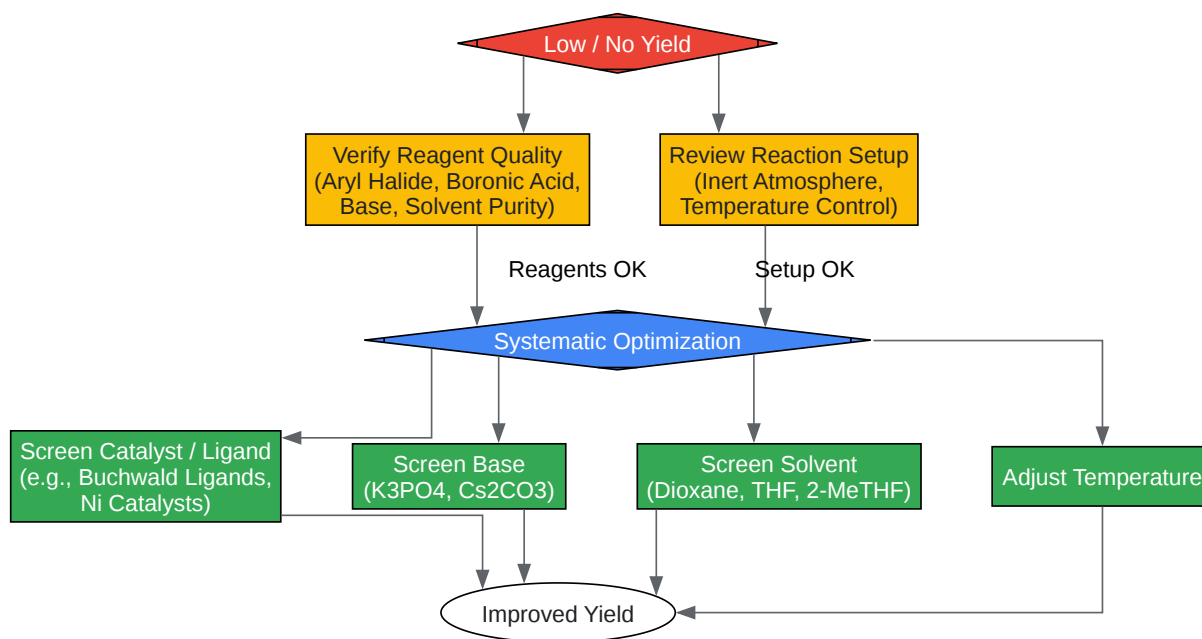 Low / No Yield
Verify Reagent Quality
(Aryl Halide, Boronic Acid,
Base, Solvent Purity)
Review Reaction Setup
(Inert Atmosphere,
Temperature Control)
Reagents OK
Setup OK
Systematic Optimization
Screen Catalyst / Ligand
(e.g., Buchwald Ligands,
Ni Catalysts)
Screen Base
(K3PO4, Cs2CO3)
Screen Solvent
(Dioxane, THF, 2-MeTHF)
Adjust Temperature
Improved Yield